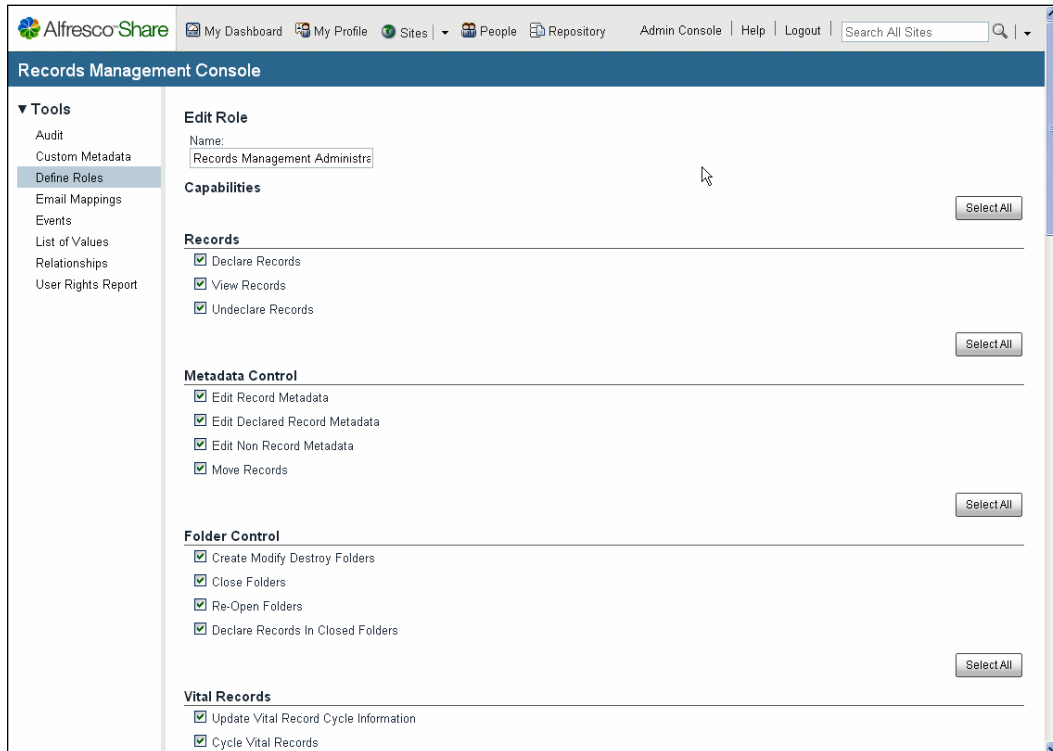 Alfresco Share My Dashboard My Profile Sites People Repository Admin Console Help Logout Search All Sites
Records Management Console
Tools
Audit
Custom Metadata
Define Roles
Email Mappings
Events
List of Values
Relationships
User Rights Report
Edit Role
Name:
Records Management Administra
Capabilities
Select All
Records
Declare Records
View Records
Undeclare Records
Select All
Metadata Control
Edit Record Metadata
Edit Declared Record Metadata
Edit Non Record Metadata
Move Records
Select All
Folder Control
Create Modify Destroy Folders
Close Folders
Re-Open Folders
Declare Records In Closed Folders
Select All
Vital Records
Update Vital Record Cycle Information
Cycle Vital Records